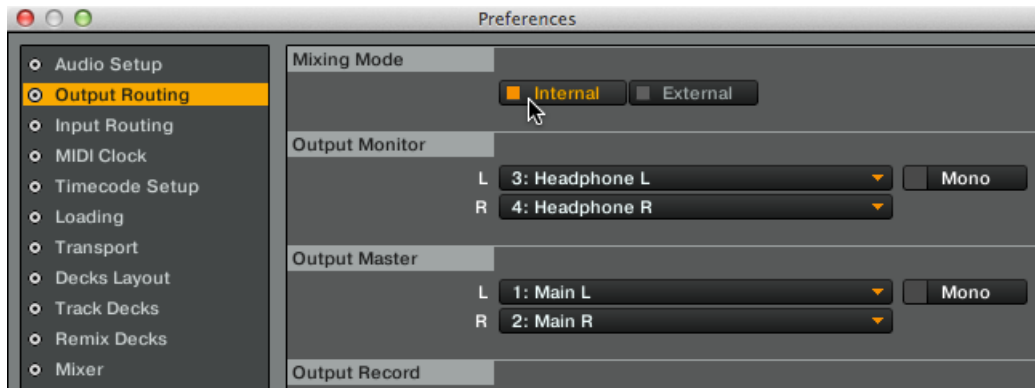 Preferences
Audio Setup
Output Routing
Input Routing
MIDI Clock
Timecode Setup
Loading
Transport
Decks Layout
Track Decks
Remix Decks
Mixer
Mixing Mode
Internal External
Output Monitor
L 3: Headphone L Mono
R 4: Headphone R
Output Master
L 1: Main L Mono
R 2: Main R
Output Record